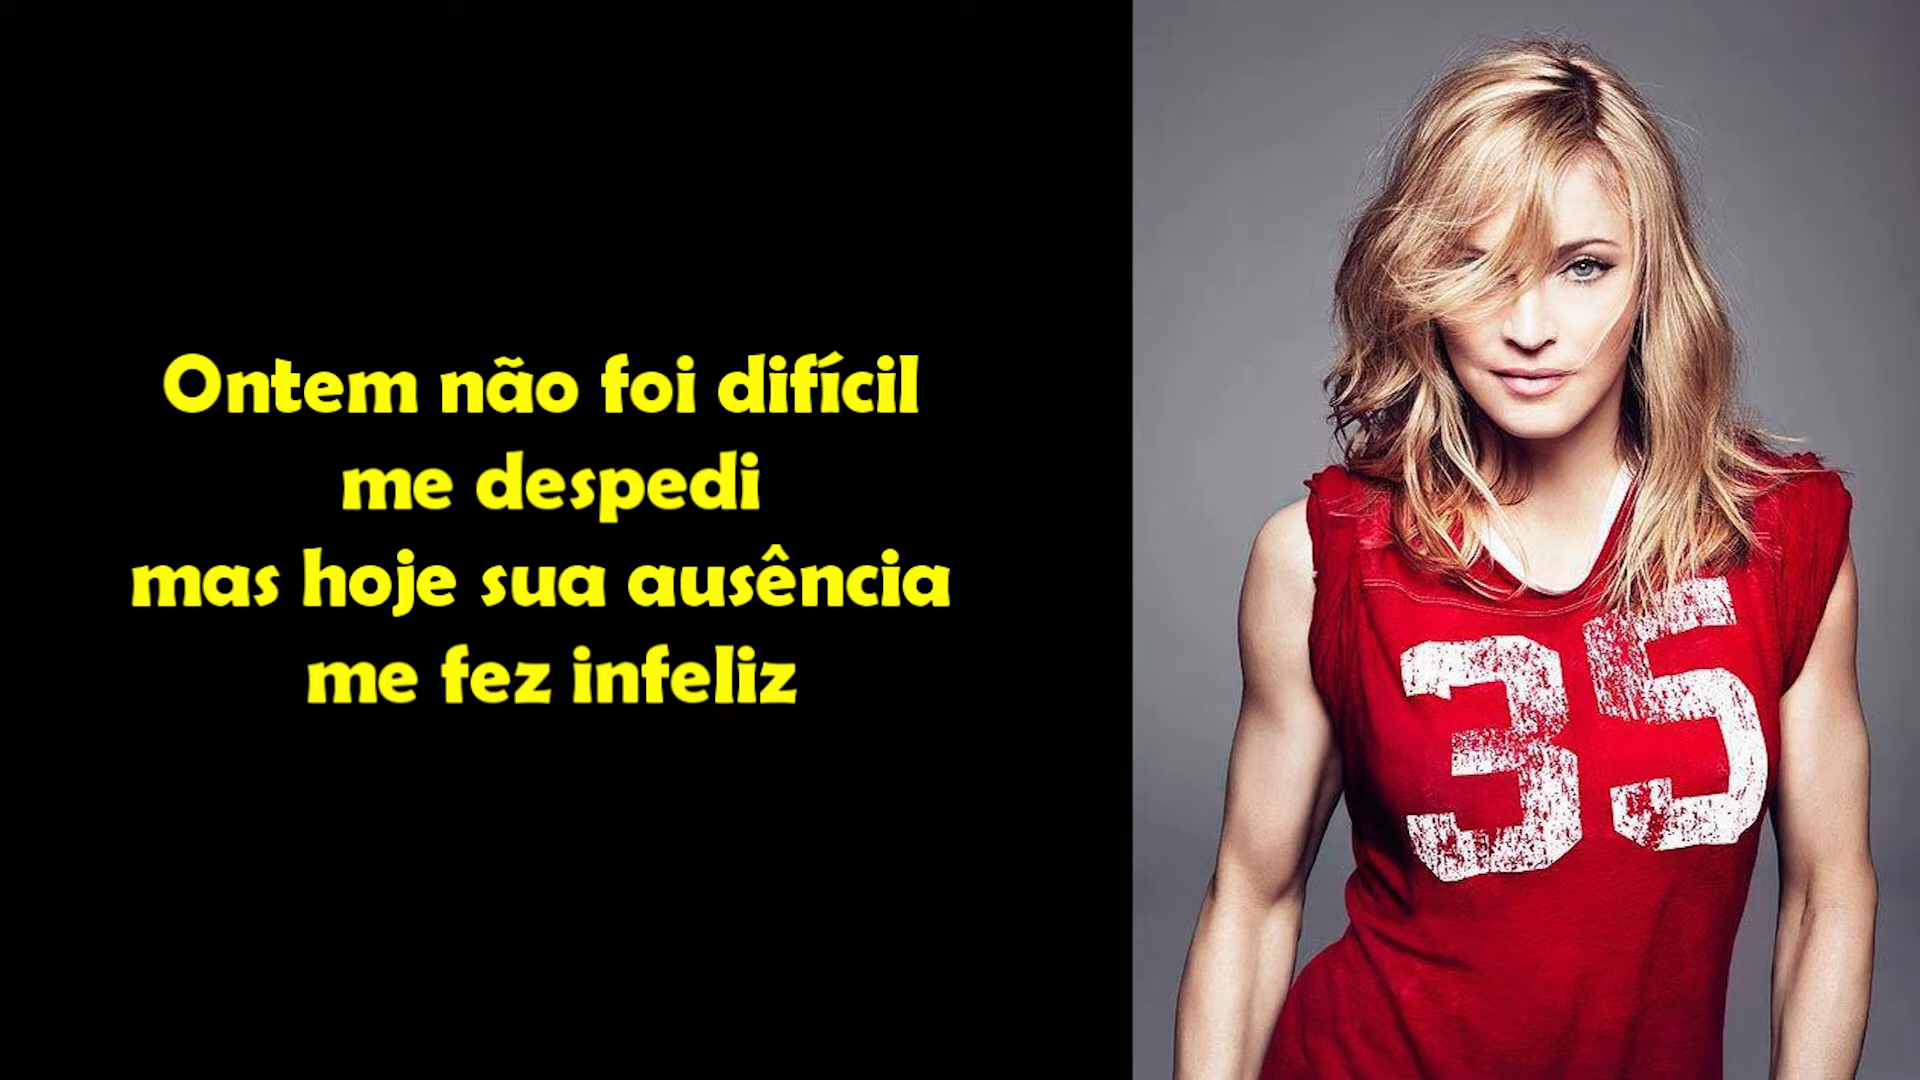 Ontem não foi difícil
me despedi
mas hoje sua ausência
me fez infeliz
35